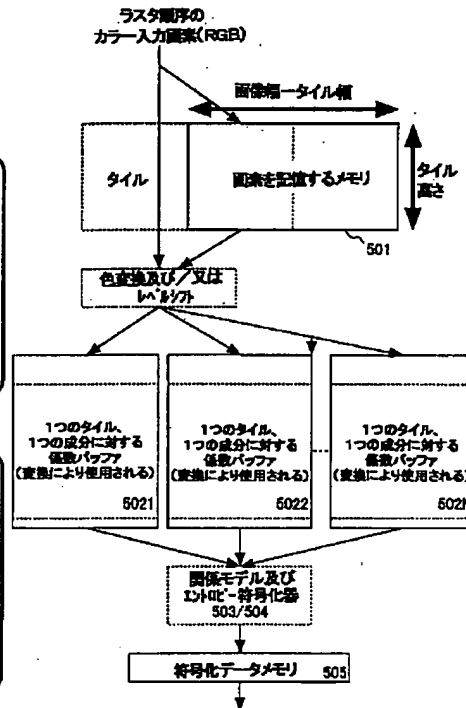 ラスタ順序の
カラー入力画素(RGB)
画像幅ータイル幅
タイル
画素を記憶するメモリ
タイル
高さ
501
色変換及び/又は
レベルシフト
1つのタイル、
1つの成分に対する
係数バッファ
(変換により使用される)
5021
1つのタイル、
1つの成分に対する
係数バッファ
(変換により使用される)
5022
1つのタイル、
1つの成分に対する
係数バッファ
(変換により使用される)
関係モデル及び
エントロピー符号化器
503/504
符号化データメモリ
505